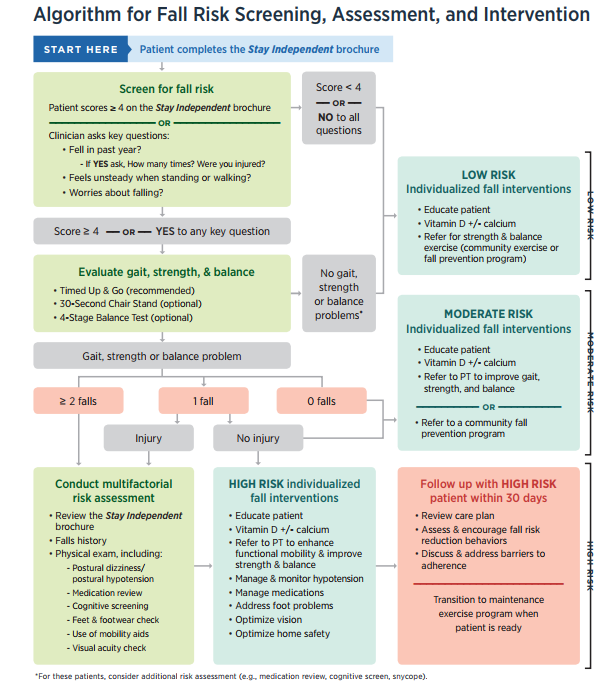 Algorithm for Fall Risk Screening, Assessment, and Intervention
START HERE
Patient completes the Stay Independent brochure
Screen for fall risk
Patient scores ≥ 4 on the Stay Independent brochure
OR
Clinician asks key questions:
• Fell in past year?
- If YES ask, How many times? Were you injured?
• Feels unsteady when standing or walking?
• Worries about falling?
Score < 4
OR
NO to all
questions
Score ≥ 4 — OR — YES to any key question
Evaluate gait, strength, & balance
• Timed Up & Go (recommended)
• 30-Second Chair Stand (optional)
• 4-Stage Balance Test (optional)
No gait,
strength
or balance
problems*
LOW RISK
Individualized fall interventions
• Educate patient
• Vitamin D +/- calcium
• Refer for strength & balance
exercise (community exercise or
fall prevention program)
LOW RISK
Gait, strength or balance problem
≥ 2 falls
1 fall
0 falls
Injury
No injury
MODERATE RISK
Individualized fall interventions
• Educate patient
• Vitamin D +/- calcium
• Refer to PT to improve gait,
strength, and balance
OR
• Refer to a community fall
prevention program
MODERATE RISK
Conduct multifactorial
risk assessment
• Review the Stay Independent
brochure
• Falls history
• Physical exam, including:
- Postural dizziness/
postural hypotension
- Medication review
- Cognitive screening
- Feet & footwear check
- Use of mobility aids
- Visual acuity check
HIGH RISK individualized
fall interventions
• Educate patient
• Vitamin D +/- calcium
• Refer to PT to enhance
functional mobility & improve
strength & balance
• Manage & monitor hypotension
• Manage medications
• Address foot problems
• Optimize vision
• Optimize home safety
Follow up with HIGH RISK
patient within 30 days
• Review care plan
• Assess & encourage fall risk
reduction behaviors
• Discuss & address barriers to
adherence
Transition to maintenance
exercise program when
patient is ready
HIGH RISK
*For these patients, consider additional risk assessment (e.g., medication review, cognitive screen, snycope).